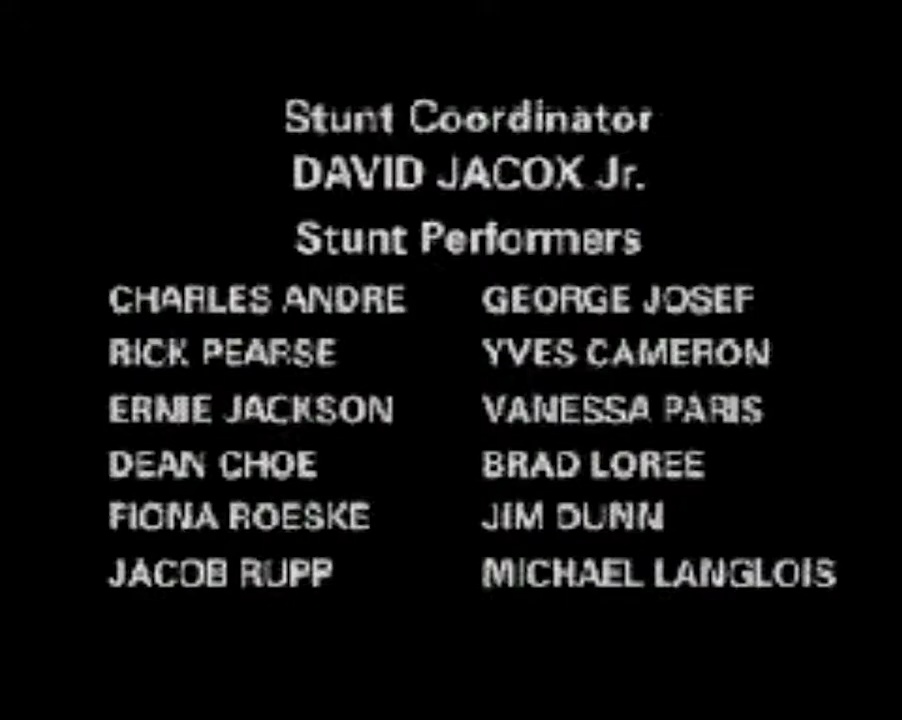 Stunt Coordinator
DAVID JACOX Jr.
Stunt Performers
CHARLES ANDRE GEORGE JOSEF
RICK PEARSE YVES CAMERON
ERNIE JACKSON VANESSA PARIS
DEAN CHOE BRAD LOREE
FIONA ROESKE JIM DUNN
JACOB RUPP MICHAEL LANGLOIS